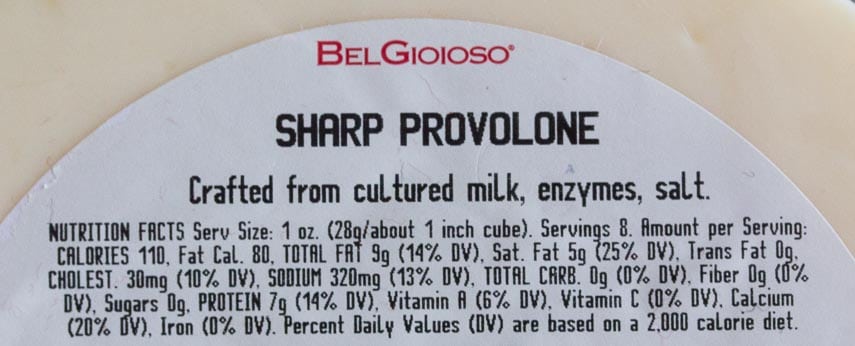 BELGIOIOSO®
SHARP PROVOLONE
Crafted from cultured milk, enzymes, salt.
NUTRITION FACTS Serv Size: 1 oz. (28g/about 1 inch cube). Servings 8. Amount per Serving:
CALORIES 110, Fat Cal. 80, TOTAL FAT 9g (14% DV), Sat. Fat 5g (25% DV), Trans Fat 0g,
CHOLEST. 30mg (10% DV), SODIUM 320mg (13% DV), TOTAL CARB. 0g (0% DV), Fiber 0g (0%
DV), Sugars 0g, PROTEIN 7g (14% DV), Vitamin A (6% DV), Vitamin C (0% DV), Calcium
(20% DV), Iron (0% DV). Percent Daily Values (DV) are based on a 2,000 calorie diet.